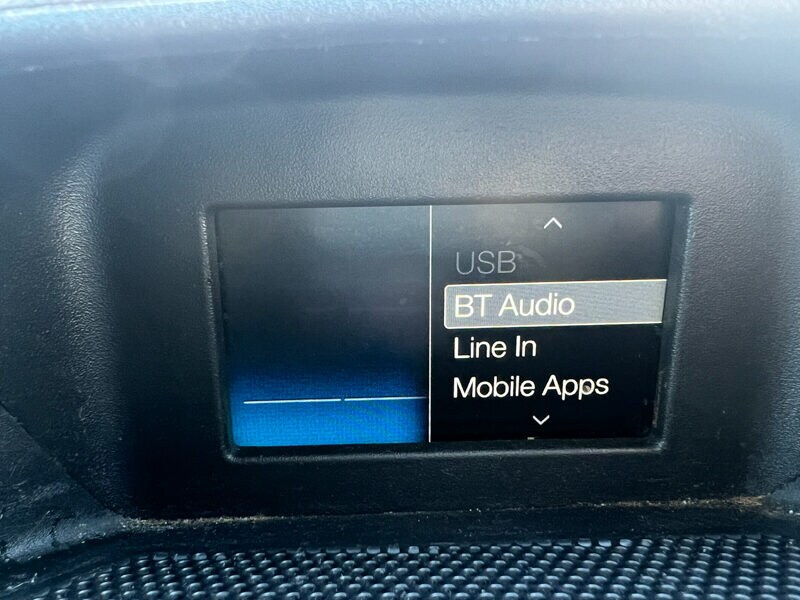 USB
BT Audio
Line In
Mobile Apps